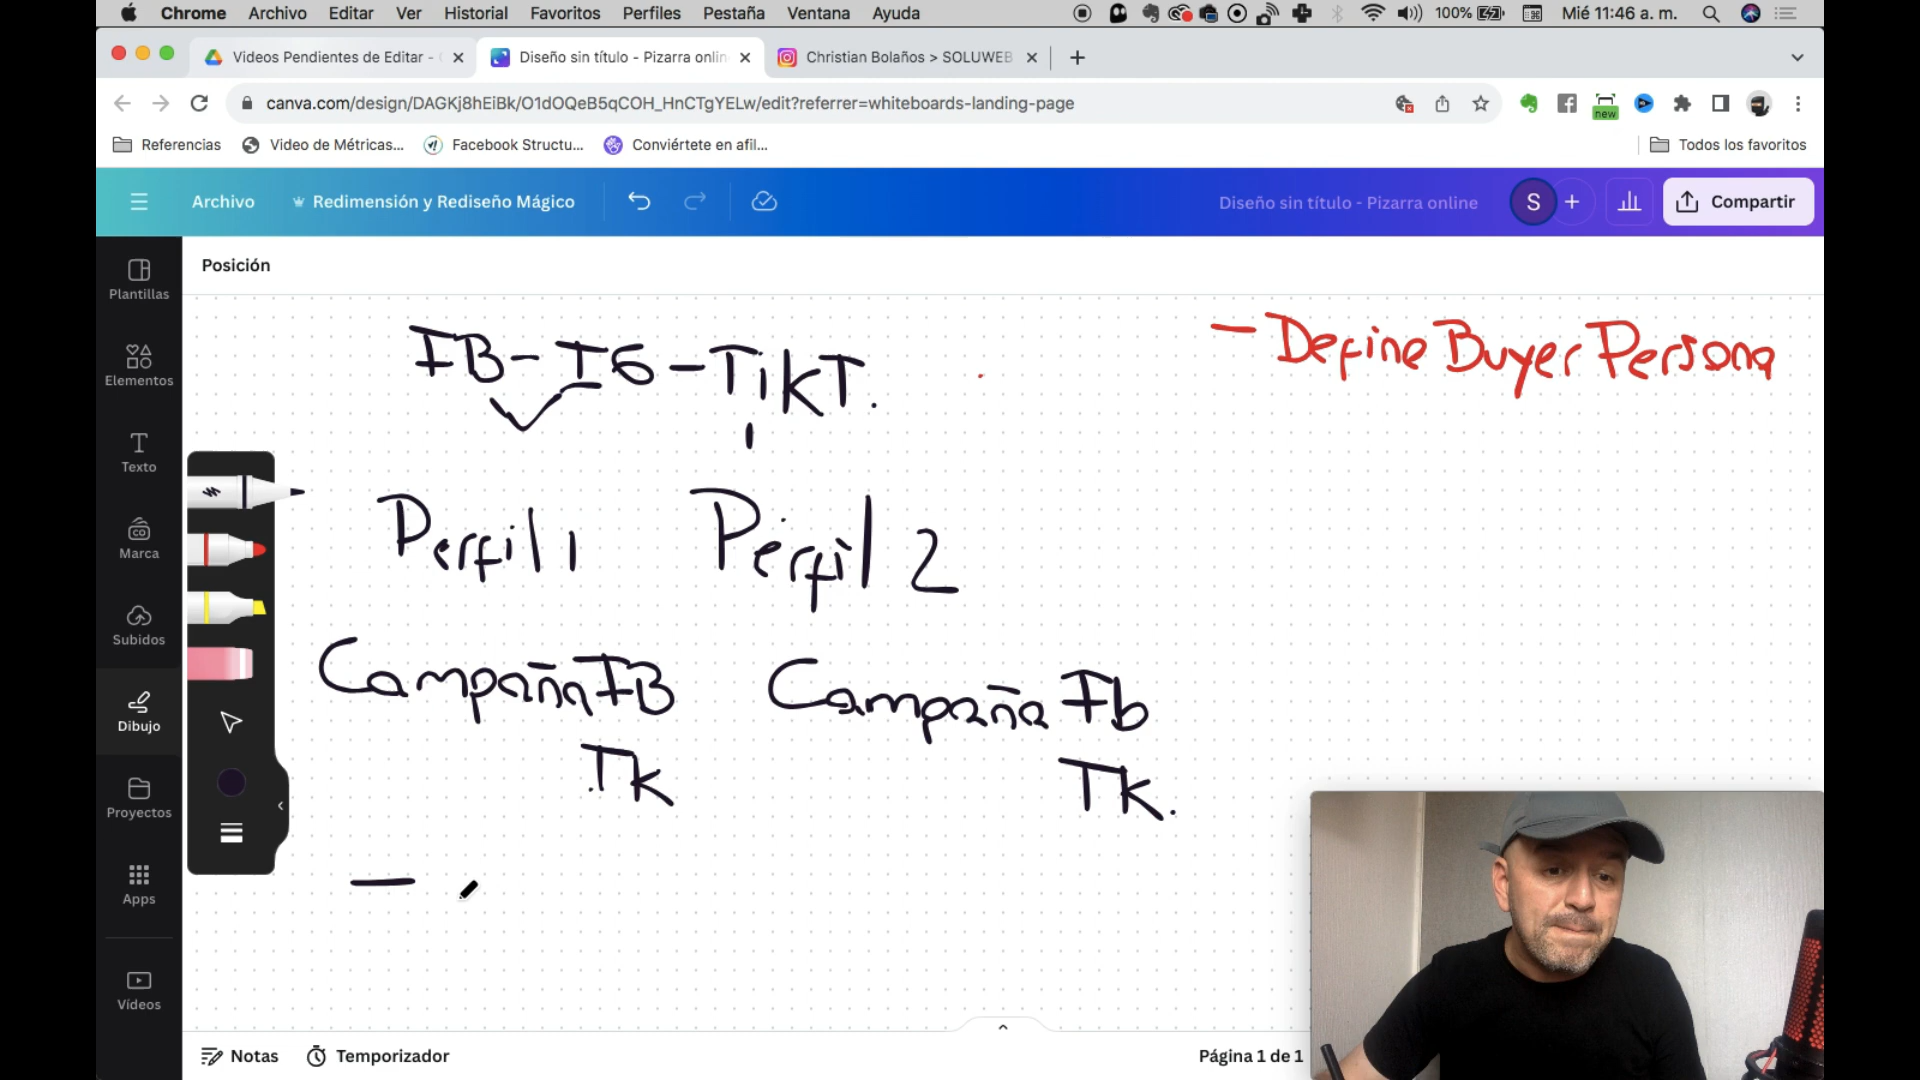 Chrome Archivo Editar Ver Historial Favoritos Perfiles Pestaña Ventana Ayuda 100% Mié 11:46 a. m.
Videos Pendientes de Editar - Diseño sin título - Pizarra onlin Christian Bolaños > SOLUWEB
canva.com/design/DAGKj8hEiBk/O1dOQeB5qCOH_HnCTgYELw/edit?referrer=whiteboards-landing-page new
Referencias Video de Métricas... Facebook Structu... Conviértete en afil... Todos los favoritos
Archivo Redimensión y Rediseño Mágico Diseño sin título - Pizarra online S + Compartir
Posición
Plantillas
Elementos
Texto
Marca
Subidos
Dibujo
Proyectos
Apps
Vídeos
FB - IG - TikT.
- Define Buyer Persona
Perfil 1 Perfil 2
Campaña FB Campaña Fb
TK TK.
-
Notas Temporizador Página 1 de 1